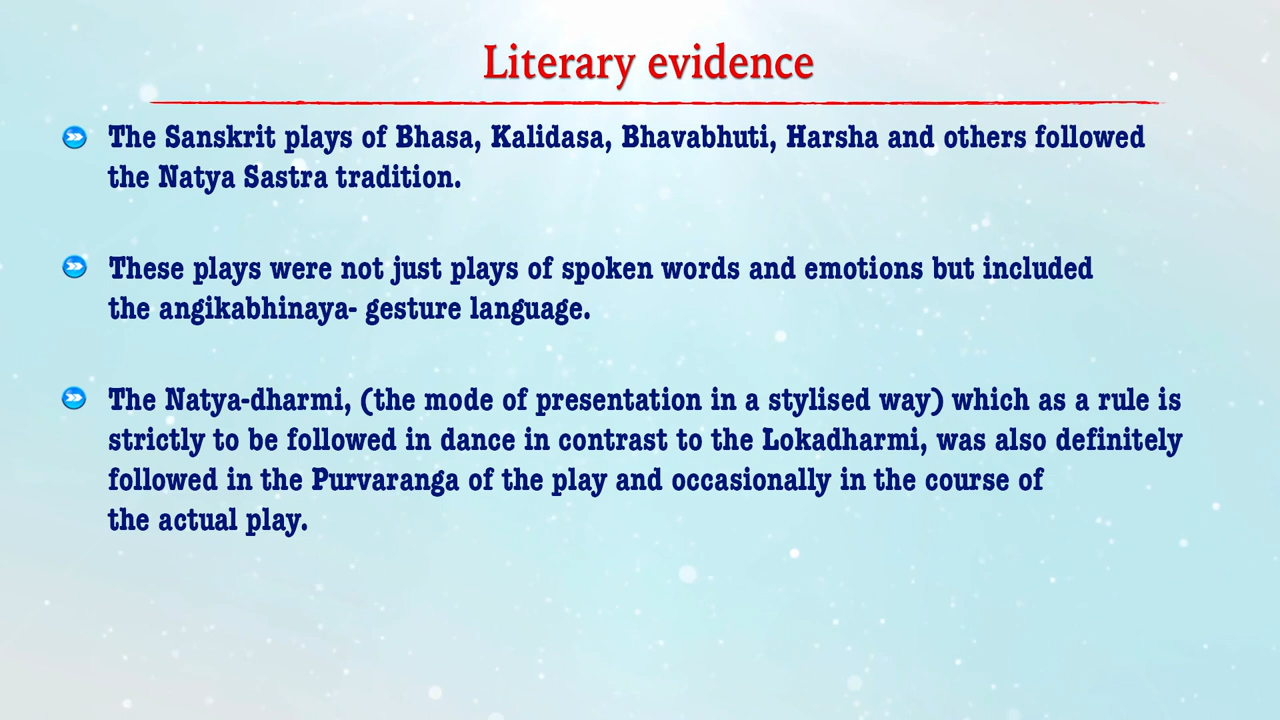 Literary evidence
The Sanskrit plays of Bhasa, Kalidasa, Bhavabhuti, Harsha and others followed
the Natya Sastra tradition.
These plays were not just plays of spoken words and emotions but included
the angikabhinaya- gesture language.
The Natya-dharmi, (the mode of presentation in a stylised way) which as a rule is
strictly to be followed in dance in contrast to the Lokadharmi, was also definitely
followed in the Purvaranga of the play and occasionally in the course of
the actual play.